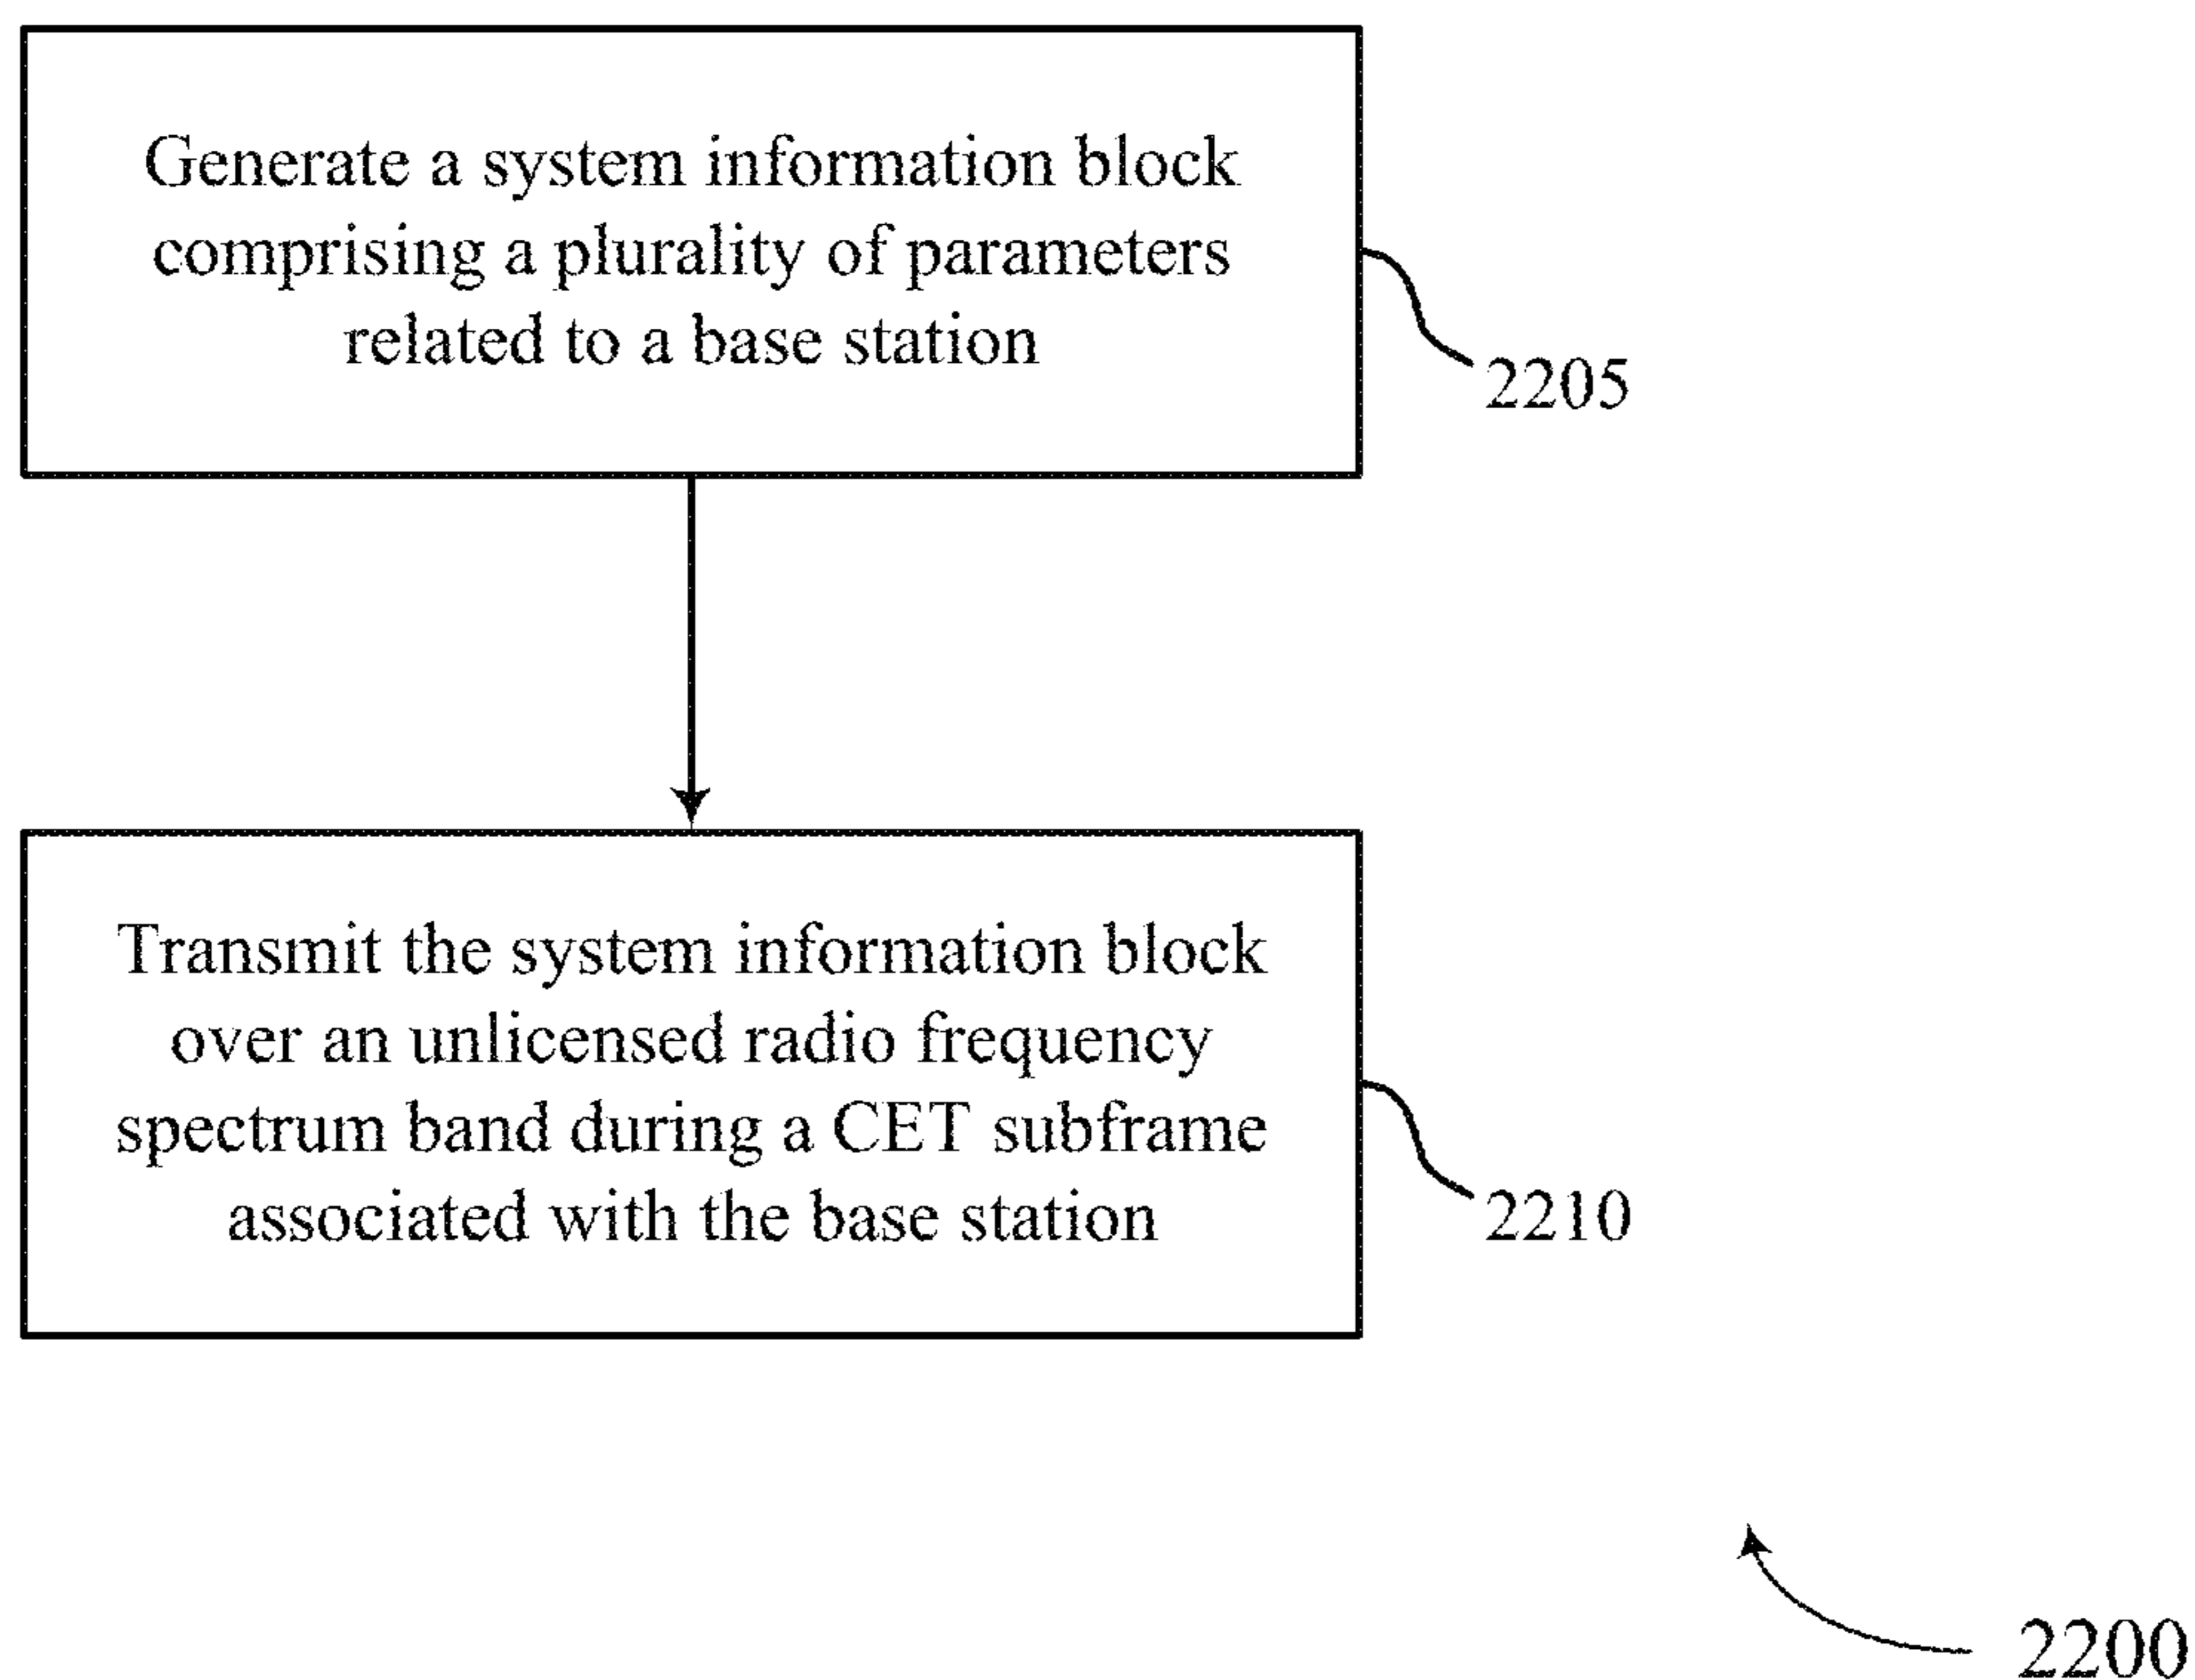 Generate a system information block
comprising a plurality of parameters
related to a base station
2205
Transmit the system information block
over an unlicensed radio frequency
spectrum band during a CET subframe
associated with the base station
2210
2200